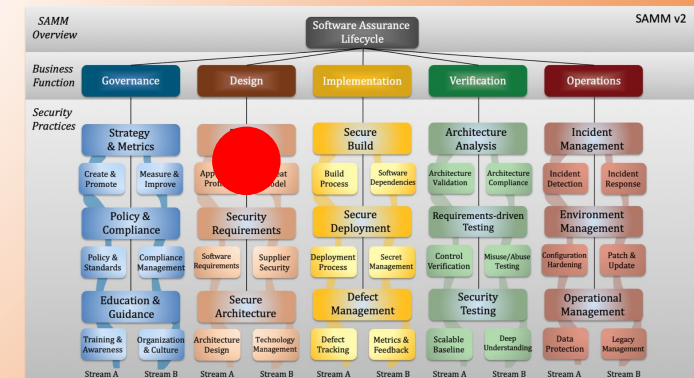 SAMM
Overview
Software Assurance
Lifecycle
SAMM v2
Business
Function
Governance
Design
Implementation
Verification
Operations
Security
Practices
Strategy
& Metrics
Secure
Build
Architecture
Analysis
Incident
Management
Create &
Promote
Measure &
Improve
Build
Process
Software
Dependencies
Architecture
Validation
Architecture
Compliance
Incident
Detection
Incident
Response
Policy &
Compliance
Security
Requirements
Secure
Deployment
Requirements-driven
Testing
Environment
Management
Policy &
Standards
Compliance
Management
Software
Requirements
Supplier
Security
Deployment
Process
Secret
Management
Control
Verification
Misuse/Abuse
Testing
Configuration
Hardening
Patch &
Update
Education &
Guidance
Secure
Architecture
Defect
Management
Security
Testing
Operational
Management
Training &
Awareness
Organization
& Culture
Architecture
Design
Technology
Management
Defect
Tracking
Metrics &
Feedback
Scalable
Baseline
Deep
Understanding
Data
Protection
Legacy
Management
Stream A
Stream B
Stream A
Stream B
Stream A
Stream B
Stream A
Stream B
Stream A
Stream B